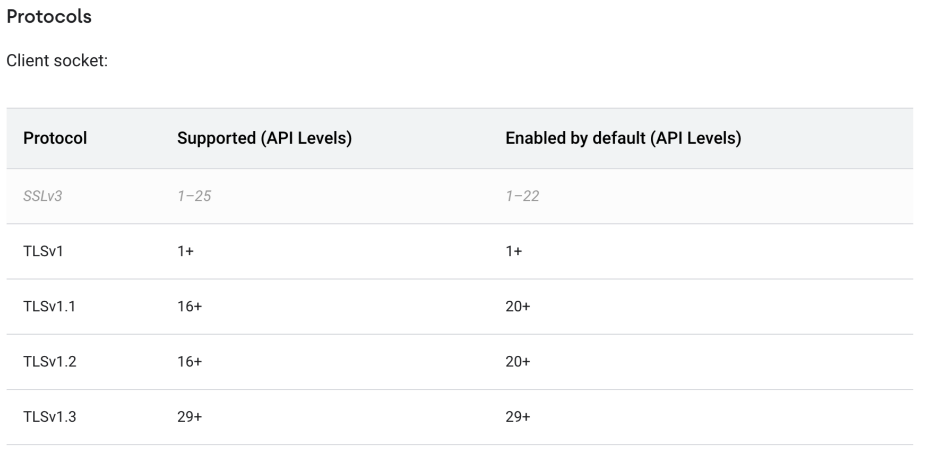 Protocols
Client socket:
Protocol Supported (API Levels) Enabled by default (API Levels)
SSLv3 1–25 1–22
TLSv1 1+ 1+
TLSv1.1 16+ 20+
TLSv1.2 16+ 20+
TLSv1.3 29+ 29+